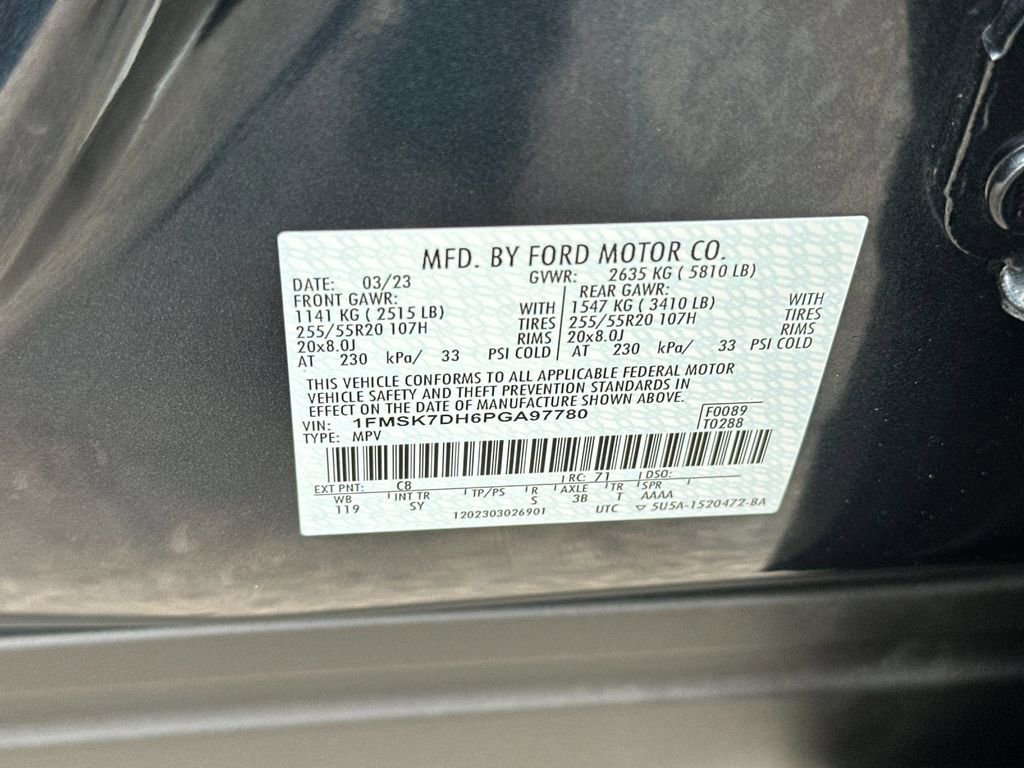 MFD. BY FORD MOTOR CO.
DATE: 03/23 GVWR: 2635 KG ( 5810 LB)
FRONT GAWR: REAR GAWR:
1141 KG ( 2515 LB) WITH 1547 KG ( 3410 LB) WITH
255/55R20 107H TIRES 255/55R20 107H TIRES
20x8.0J RIMS 20x8.0J RIMS
AT 230 kPa/ 33 PSI COLD AT 230 kPa/ 33 PSI COLD
THIS VEHICLE CONFORMS TO ALL APPLICABLE FEDERAL MOTOR
VEHICLE SAFETY AND THEFT PREVENTION STANDARDS IN
EFFECT ON THE DATE OF MANUFACTURE SHOWN ABOVE.
VIN: 1FMSK7DH6PGA97780 F0089
TYPE: MPV T0288
EXT PNT: C8 RC: 71 DSO:
WB INT TR TP/PS R AXLE TR SPR
119 SY S 3B T AAAA
1202303026901 UTC ▽ 5U5A-1520472-BA